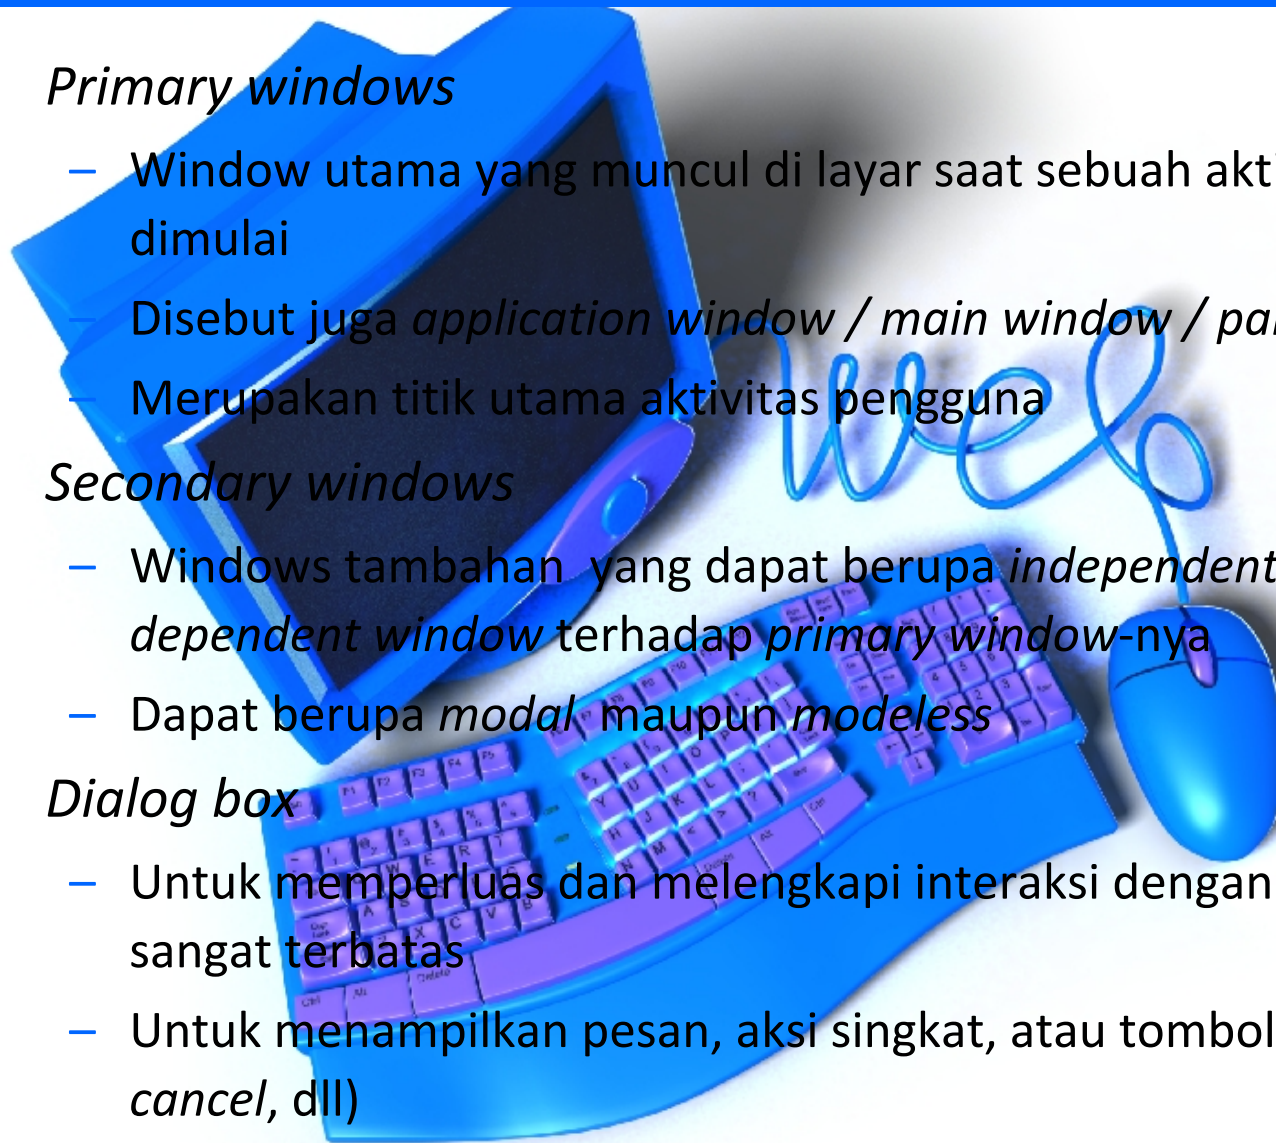 Primary windows
– Window utama yang muncul di layar saat sebuah
dimulai
– Disebut juga application window / main window /
– Merupakan titik utama aktivitas pengguna
Secondary windows
– Windows tambahan yang dapat berupa independent
dependent window terhadap primary window-nya
– Dapat berupa modal maupun modeless
Dialog box
– Untuk memperluas dan melengkapi interaksi dengan
sangat terbatas
– Untuk menampilkan pesan, aksi singkat, atau tombol
cancel, dll)
web